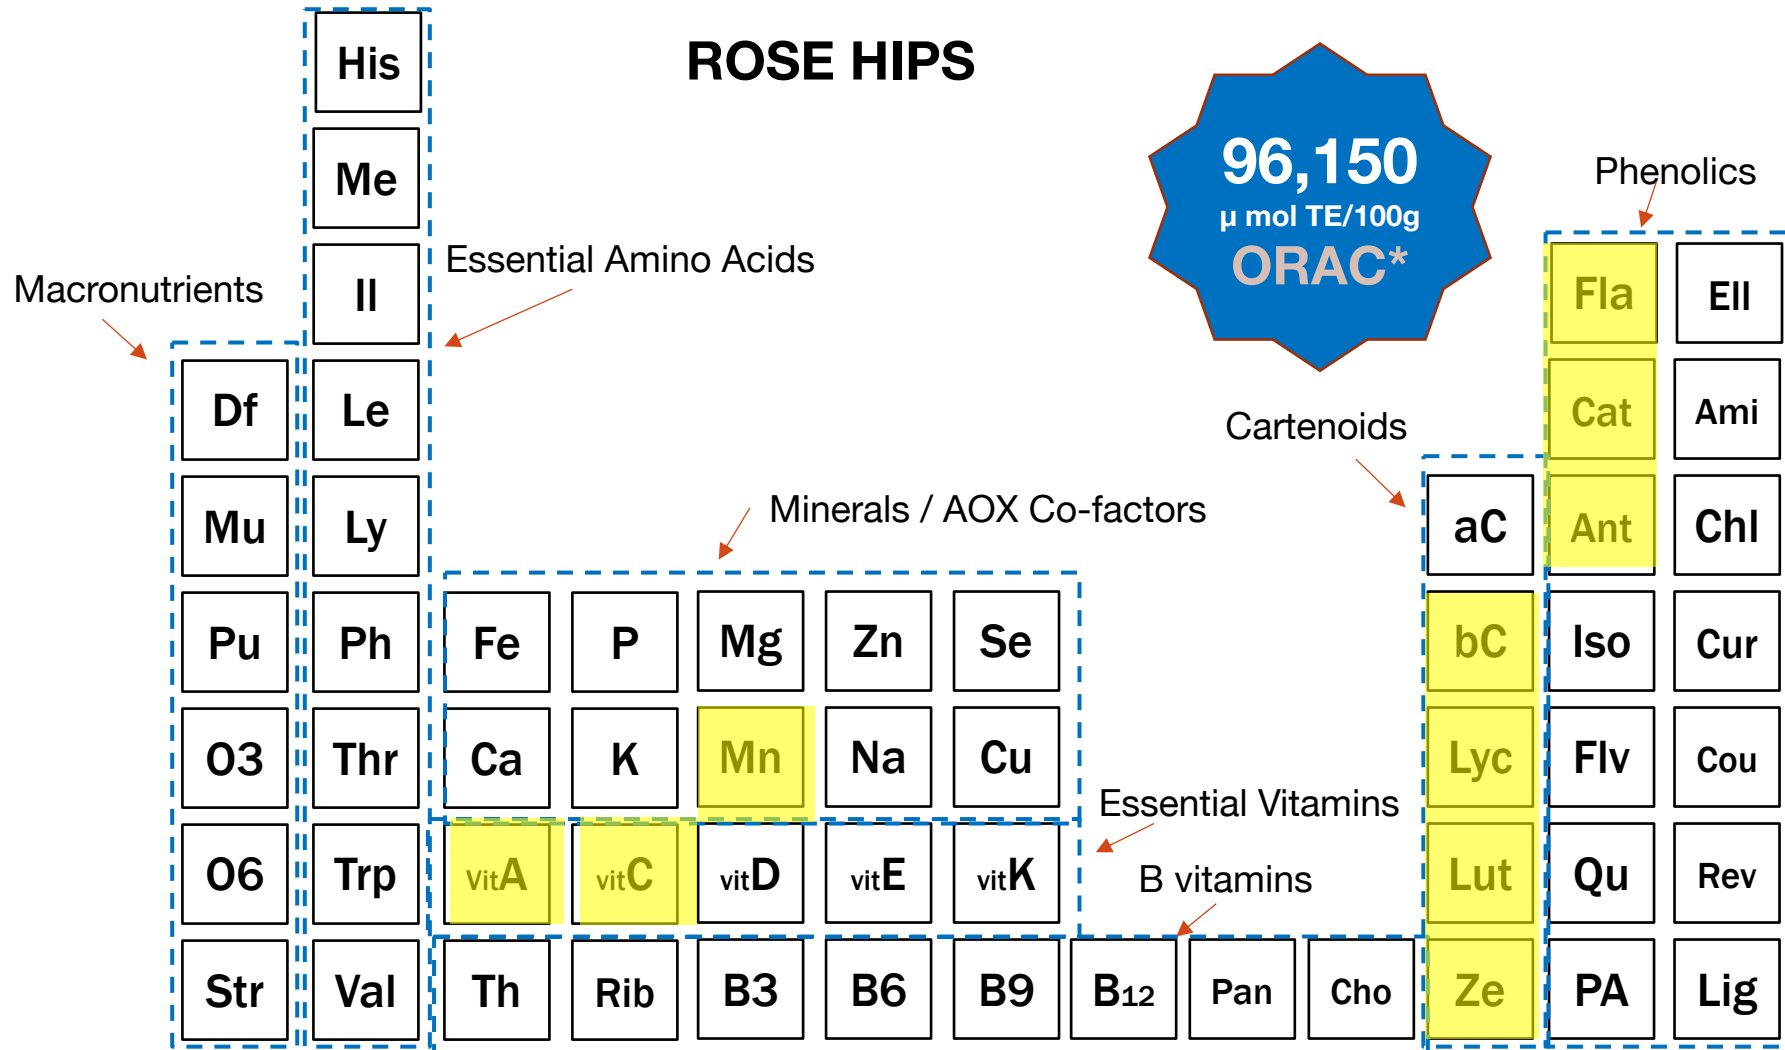 ROSE HIPS
96,150
µ mol TE/100g
ORAC*
Phenolics
Essential Amino Acids
Macronutrients
Cartenoids
Minerals / AOX Co-factors
Essential Vitamins
B vitamins
His
Me
Il Fla Ell
Df Le Cat Ami
Mu Ly aC Ant Chl
Pu Ph Fe P Mg Zn Se bC Iso Cur
O3 Thr Ca K Mn Na Cu Lyc Flv Cou
O6 Trp vitA vitC vitD vitE vitK Lut Qu Rev
Str Val Th Rib B3 B6 B9 B12 Pan Cho Ze PA Lig